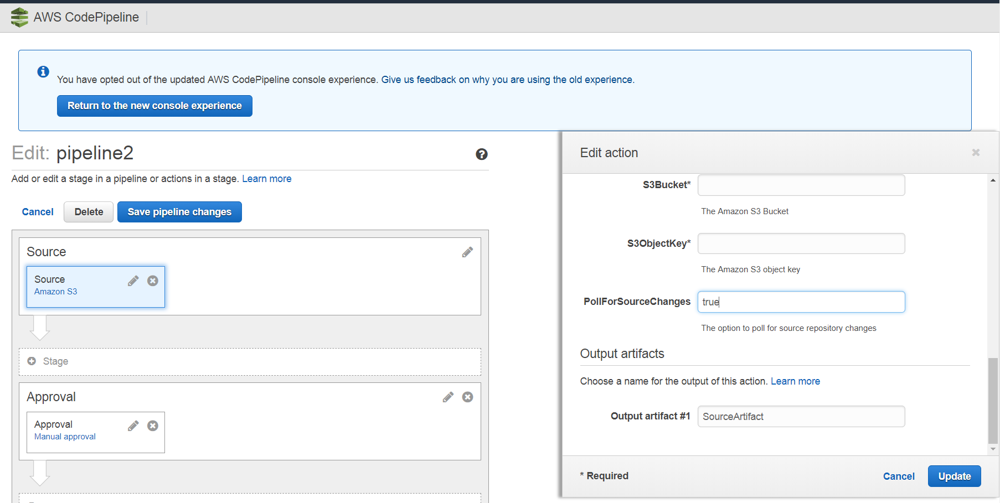 AWS CodePipeline
You have opted out of the updated AWS CodePipeline console experience. Give us feedback on why you are using the old experience.
Return to the new console experience
Edit: pipeline2
Add or edit a stage in a pipeline or actions in a stage. Learn more
Cancel Delete Save pipeline changes
Source
Source
Amazon S3
Stage
Approval
Approval
Manual approval
Edit action
S3Bucket*
The Amazon S3 Bucket
S3ObjectKey*
The Amazon S3 object key
PollForSourceChanges true
The option to poll for source repository changes
Output artifacts
Choose a name for the output of this action. Learn more
Output artifact #1 SourceArtifact
* Required
Cancel Update